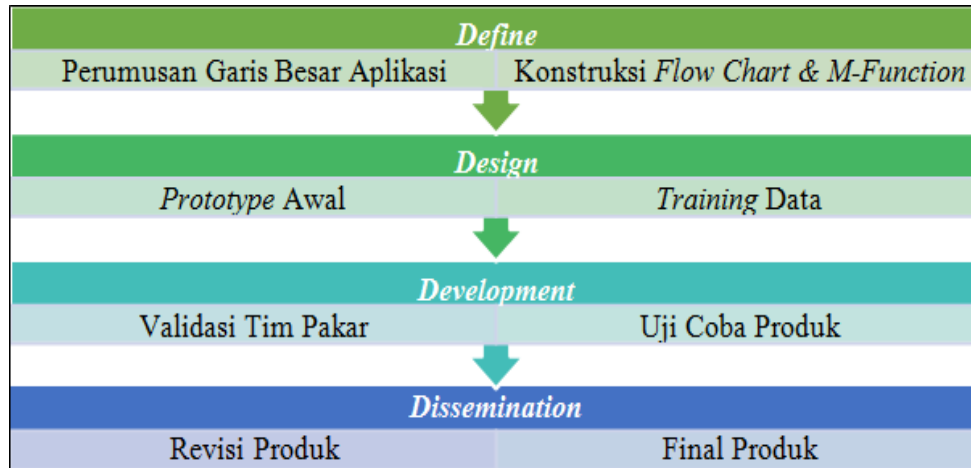 Define
Perumusan Garis Besar Aplikasi
Konstruksi Flow Chart & M-Function
Design
Prototype Awal
Training Data
Development
Validasi Tim Pakar
Uji Coba Produk
Dissemination
Revisi Produk
Final Produk